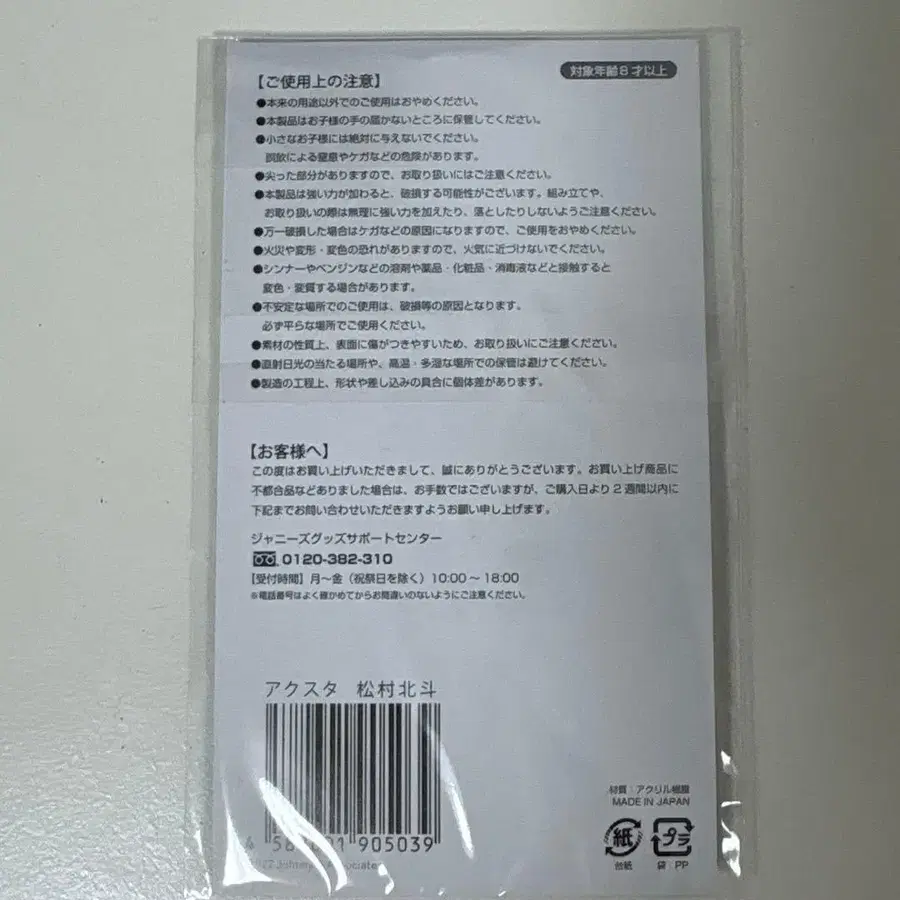 【ご使用上の注意】
対象年齢8才以上
●本来の用途以外でのご使用はおやめください。
●本製品はお子様の手の届かないところに保管してください。
●小さなお子様には絶対に与えないでください。
誤飲による窒息やケガなどの危険があります。
●尖った部分がありますので、お取り扱いにはご注意ください。
●本製品は強い力が加わると、破損する可能性がございます。組み立てや、
お取り扱いの際は無理に強い力を加えたり、落としたりしないようご注意ください。
●万一破損した場合はケガなどの原因になりますので、ご使用をおやめください。
●火災や変形・変色の恐れがありますので、火気に近づけないでください。
●シンナーやベンジンなどの溶剤や薬品・化粧品・消毒液などと接触すると
変色・変質する場合があります。
●不安定な場所でのご使用は、破損等の原因となります。
必ず平らな場所でご使用ください。
●素材の性質上、表面に傷がつきやすいため、お取り扱いにご注意ください。
●直射日光の当たる場所や、高温・多湿な場所での保管は避けてください。
●製造の工程上、形状や差し込みの具合に個体差があります。
【お客様へ】
この度はお買い上げいただきまして、誠にありがとうございます。お買い上げ商品に
不都合品などありました場合は、お手数ではございますが、ご購入日より2週間以内に
下記までお問い合わせいただきますようお願い申し上げます。
ジャニーズグッズサポートセンター
0120-382-310
【受付時間】月～金（祝祭日を除く）10:00～18:00
※電話番号はよく確かめてからお間違いのないようにご注意ください。
アクスタ 松村北斗
905039
材質：アクリル樹脂
MADE IN JAPAN
紙 プラ
台紙 袋:PP